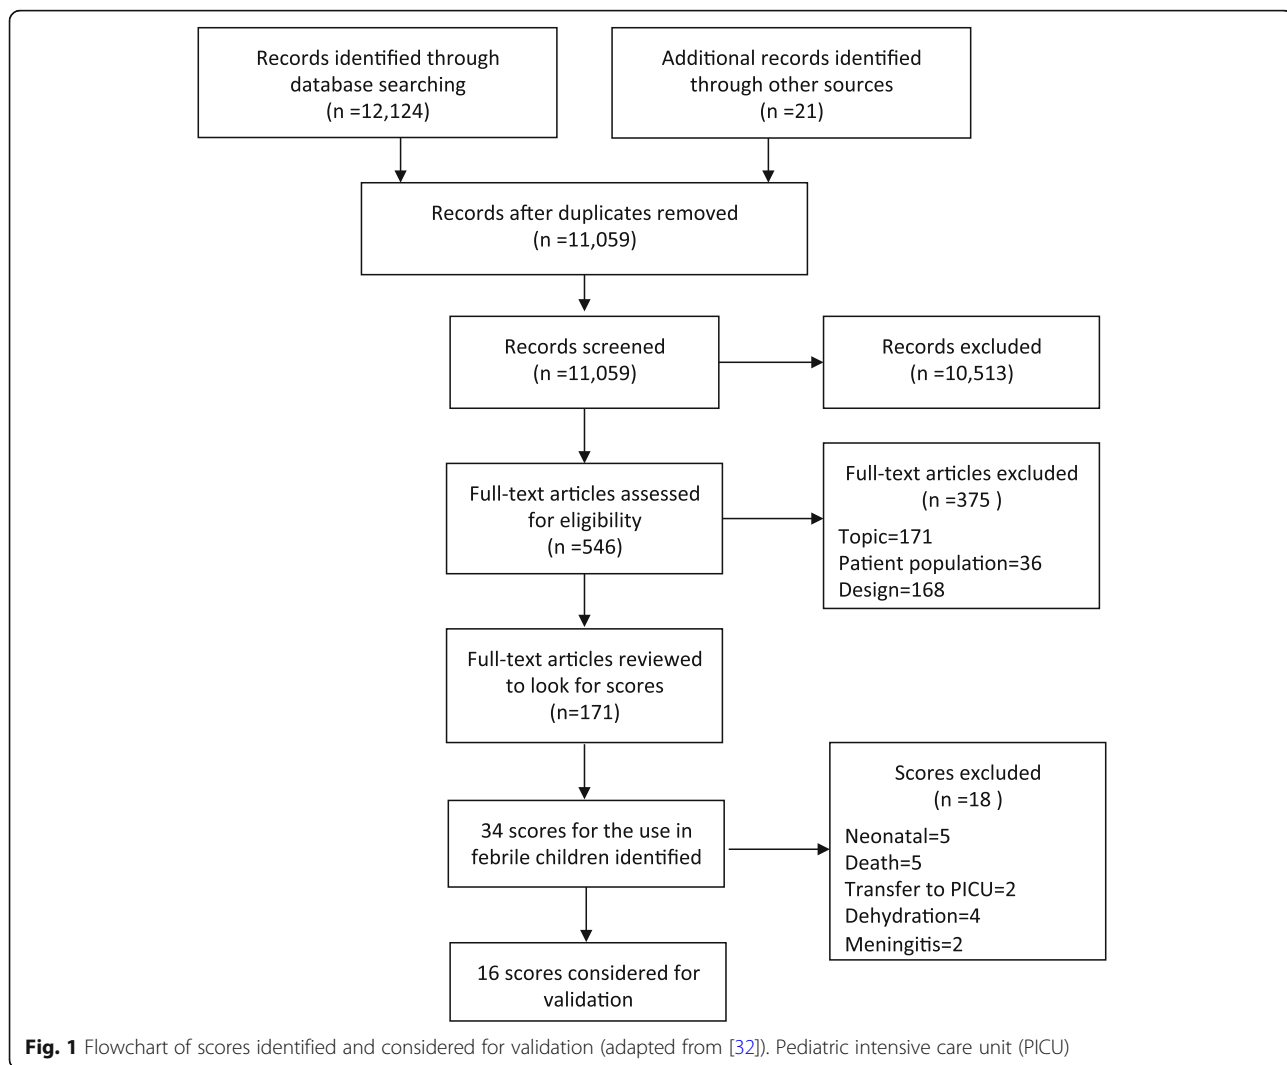 Records identified through
database searching
(n =12,124)
Additional records identified
through other sources
(n =21)
Records after duplicates removed
(n =11,059)
Records screened
(n =11,059)
Records excluded
(n =10,513)
Full-text articles assessed
for eligibility
(n =546)
Full-text articles excluded
(n =375 )
Topic=171
Patient population=36
Design=168
Full-text articles reviewed
to look for scores
(n=171)
34 scores for the use in
febrile children identified
Scores excluded
(n =18 )
Neonatal=5
Death=5
Transfer to PICU=2
Dehydration=4
Meningitis=2
16 scores considered for
validation
Fig. 1 Flowchart of scores identified and considered for validation (adapted from [32]). Pediatric intensive care unit (PICU)